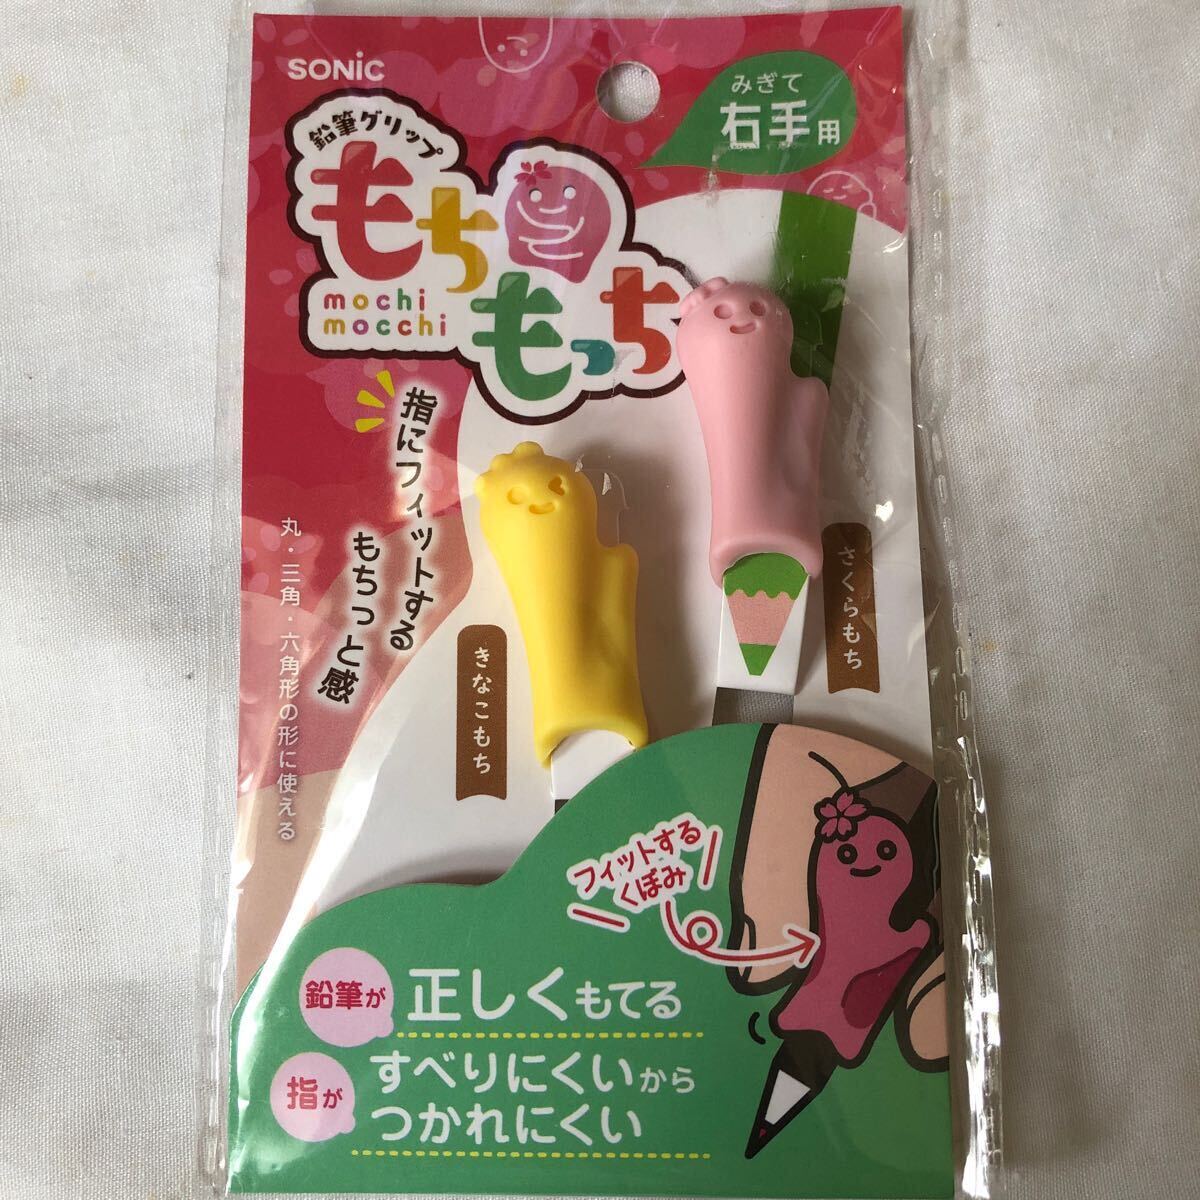 SONiC
みぎて
右手用
鉛筆グリップ
もちもっち
mochi
mocchi
指にフィットする
もちっと感
丸・三角・六角形の形に使える
さくらもち
きなこもち
フィットする
くぼみ
鉛筆が 正しくもてる
指が すべりにくいから
つかれにくい